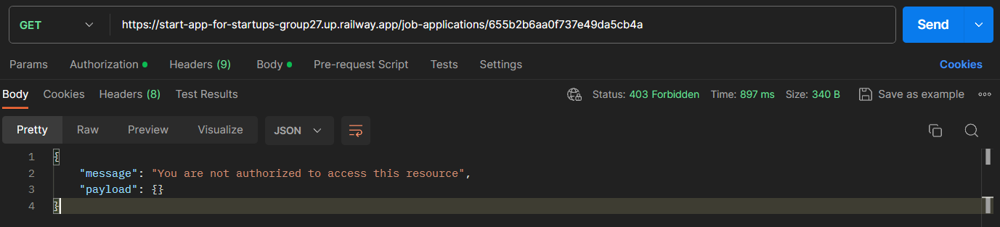 GET https://start-app-for-startups-group27.up.railway.app/job-applications/655b2b6aa0f737e49da5cb4a Send
Params Authorization Headers (9) Body Pre-request Script Tests Settings Cookies
Body Cookies Headers (8) Test Results Status: 403 Forbidden Time: 897 ms Size: 340 B Save as example
Pretty Raw Preview Visualize JSON
1 {
2 "message": "You are not authorized to access this resource",
3 "payload": {}
4 }